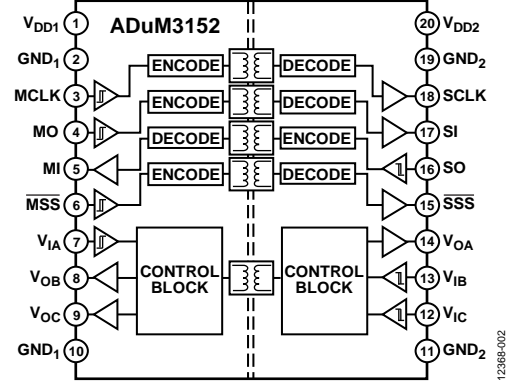 ADuM3152
VDD1 1 20 VDD2
GND1 2 19 GND2
ENCODE DECODE
MCLK 3 18 SCLK
ENCODE DECODE
MO 4 17 SI
DECODE ENCODE
MI 5 16 SO
ENCODE DECODE
MSS 6 15 SSS
VIA 7 14 VOA
CONTROL BLOCK CONTROL BLOCK
VOB 8 13 VIB
VOC 9 12 VIC
GND1 10 11 GND2
12368-002